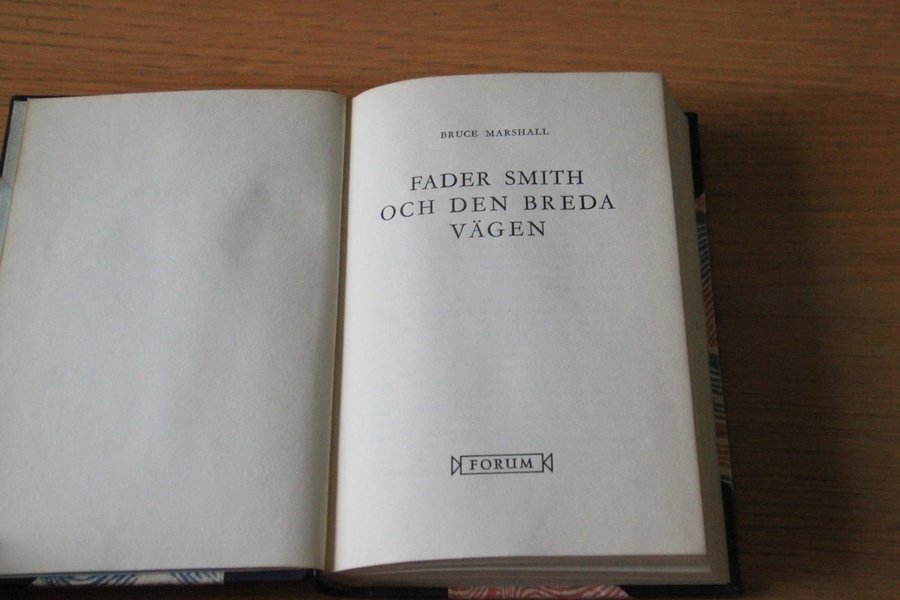 BRUCE MARSHALL
FADER SMITH
OCH DEN BREDA
VÄGEN
FORUM